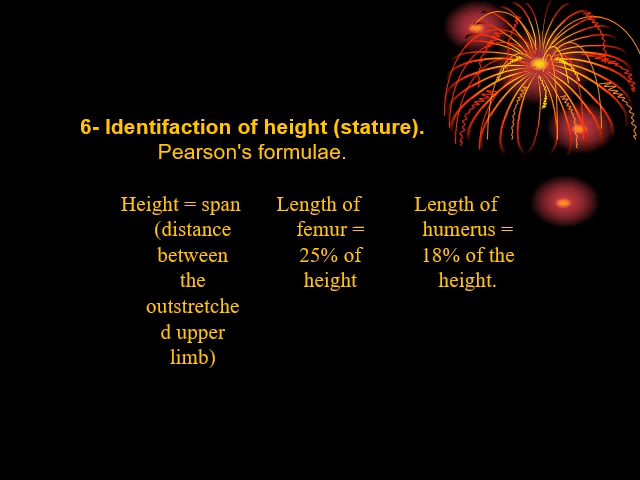 6- Identifaction of height (stature).
Pearson's formulae.
Height = span
(distance
between
the
outstretche
d upper
limb)
Length of
femur =
25% of
height
Length of
humerus =
18% of the
height.